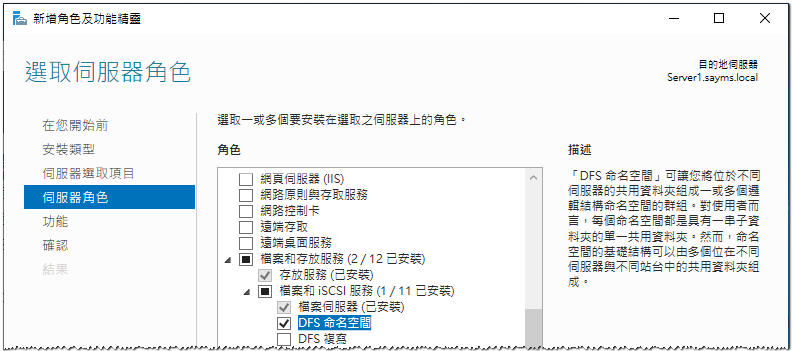 新增角色及功能精靈
選取伺服器角色
目的地伺服器
Server1.sayms.local
在您開始前
安裝類型
伺服器選取項目
伺服器角色
功能
確認
結果
選取一或多個要安裝在選取之伺服器上的角色。
角色
網頁伺服器 (IIS)
網路原則與存取服務
網路控制卡
遠端存取
遠端桌面服務
檔案和存放服務 (2 / 12 已安裝)
存放服務 (已安裝)
檔案和 iSCSI 服務 (1 / 11 已安裝)
檔案伺服器 (已安裝)
DFS 命名空間
DFS 複寫
描述
「DFS 命名空間」可讓您將位於不同
伺服器的共用資料夾組成一或多個邏
輯結構命名空間的群組。對使用者而
言，每個命名空間都是具有一串子資
料夾的單一共用資料夾。然而，命名
空間的基礎結構可以由多個位在不同
伺服器與不同站台中的共用資料夾組
成。